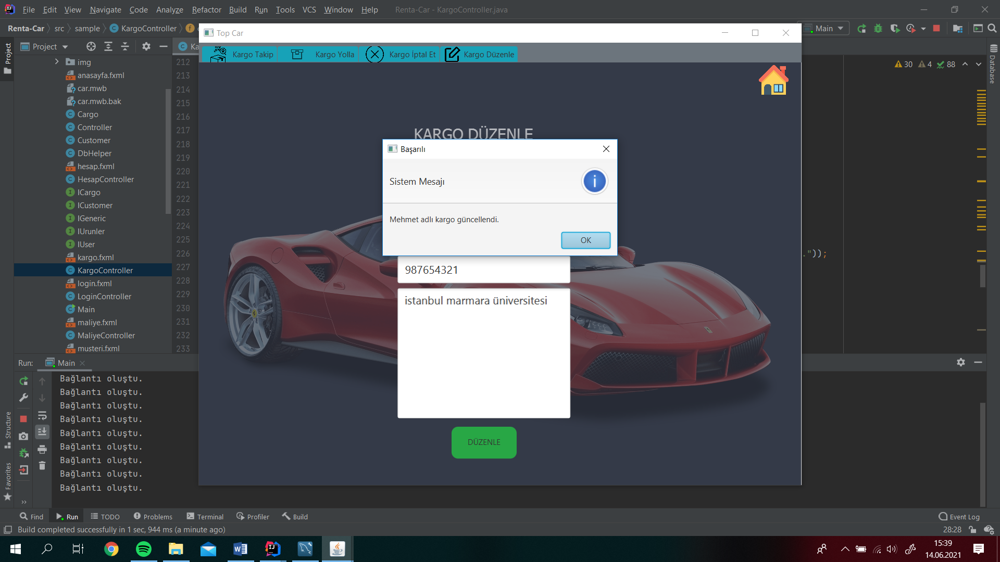 File Edit View Navigate Code Analyze Refactor Build Run Tools VCS Window Help Renta-Car - KargoController.java
Renta-Car src sample KargoController
Main
Top Car
Project
Kargo Takip Kargo Yolla Kargo İptal Et Kargo Düzenle
30 4 88
Project
Database
img
anasayfa.fxml
car.mwb
car.mwb.bak
Cargo
Controller
Customer
DbHelper
hesap.fxml
HesapController
ICargo
ICustomer
IGeneric
IUrunler
IUser
kargo.fxml
KargoController
login.fxml
LoginController
Main
maliye.fxml
MaliyeController
musteri.fxml
212
213
214
215
216
217
218
219
220
221
222
223
224
225
226
227
228
229
230
231
232
233
."));
KARGO DÜZENLE
Başarılı
Sistem Mesajı
Mehmet adlı kargo güncellendi.
OK
987654321
istanbul marmara üniversitesi
DÜZENLE
Run: Main
Bağlantı oluştu.
Bağlantı oluştu.
Bağlantı oluştu.
Bağlantı oluştu.
Bağlantı oluştu.
Bağlantı oluştu.
Bağlantı oluştu.
Bağlantı oluştu.
Bağlantı oluştu.
Structure
Favorites
Find Run TODO Problems Terminal Profiler Build Event Log
Build completed successfully in 1 sec, 944 ms (a minute ago) 28:28
15:39
14.06.2021